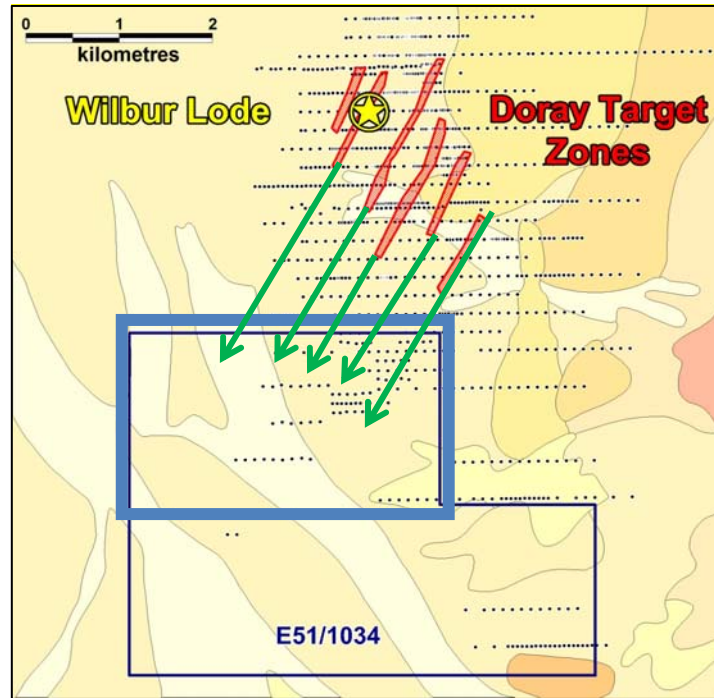 0 1 2
kilometres
Wilbur Lode
Doray Target
Zones
E51/1034